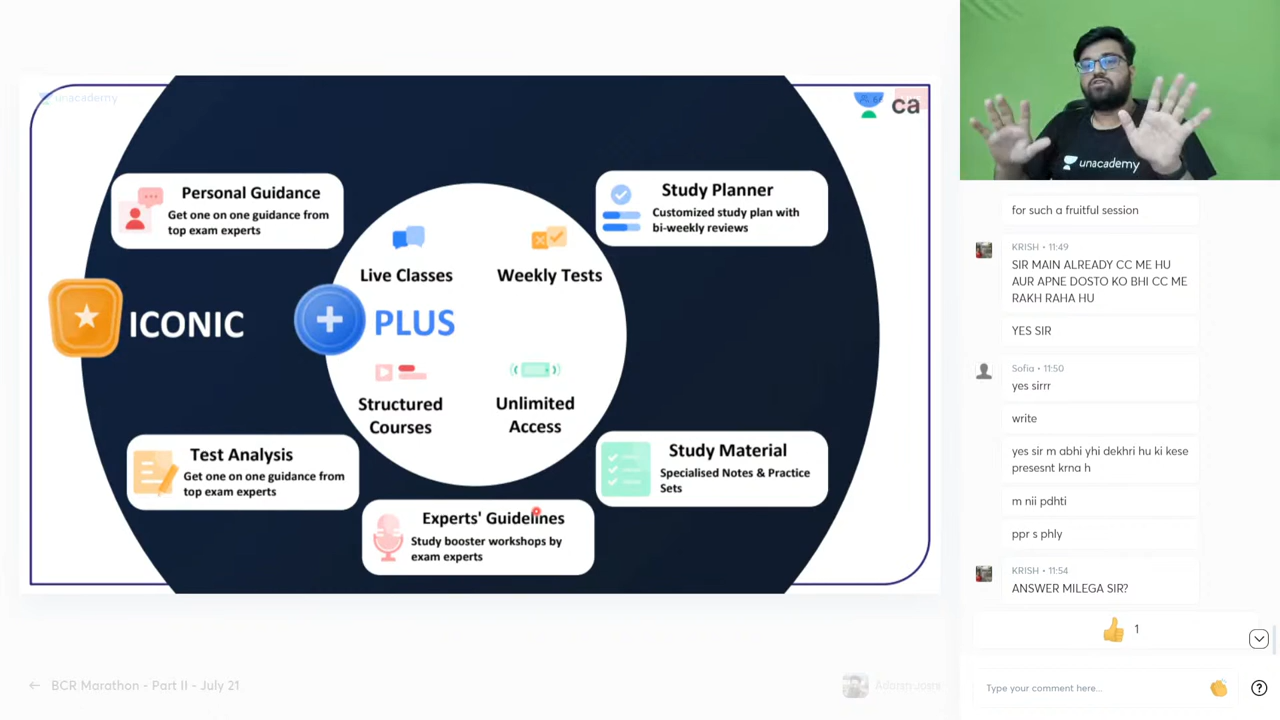 unacademy
ca
Personal Guidance
Get one on one guidance from
top exam experts
Study Planner
Customized study plan with
bi-weekly reviews
Live Classes
Weekly Tests
ICONIC
PLUS
Structured
Courses
Unlimited
Access
Test Analysis
Get one on one guidance from
top exam experts
Study Material
Specialised Notes & Practice
Sets
Experts' Guidelines
Study booster workshops by
exam experts
BCR Marathon - Part II - July 21
unacademy
for such a fruitful session
KRISH • 11:49
SIR MAIN ALREADY CC ME HU
AUR APNE DOSTO KO BHI CC ME
RAKH RAHA HU
YES SIR
Sofia • 11:50
yes sirrr
write
yes sir m abhi yhi dekhri hu ki kese
presesnt krna h
m nii pdhti
ppr s phly
KRISH • 11:54
ANSWER MILEGA SIR?
1
Type your comment here...